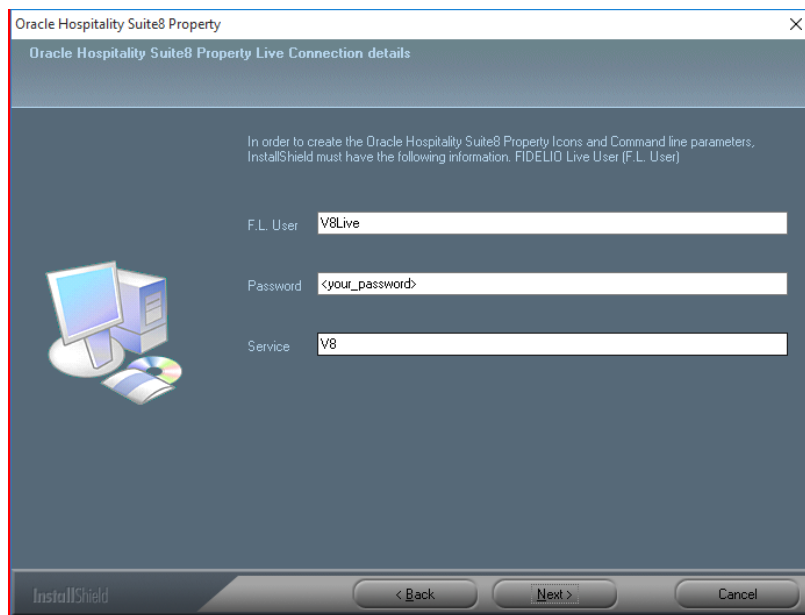 Oracle Hospitality Suite8 Property
Oracle Hospitality Suite8 Property Live Connection details
In order to create the Oracle Hospitality Suite8 Property Icons and Command line parameters,
InstallShield must have the following information. FIDELIO Live User (F.L. User)
F.L. User V8Live
Password <your_password>
Service V8
InstallShield
< Back Next > Cancel